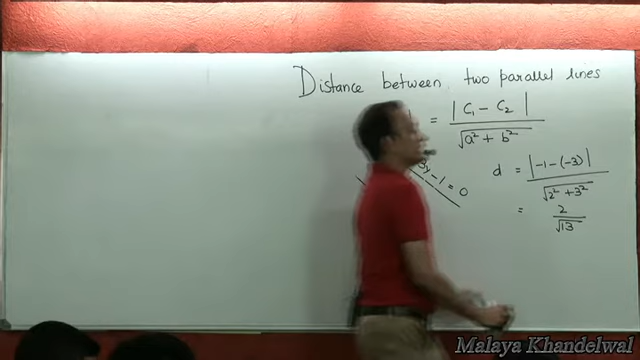 Distance between two parallel lines
= |C₁ - C₂| / √a² + b²
3y - 1 = 0
d = |-1 - (-3)| / √2² + 3²
= 2 / √13
Malaya Khandelwal